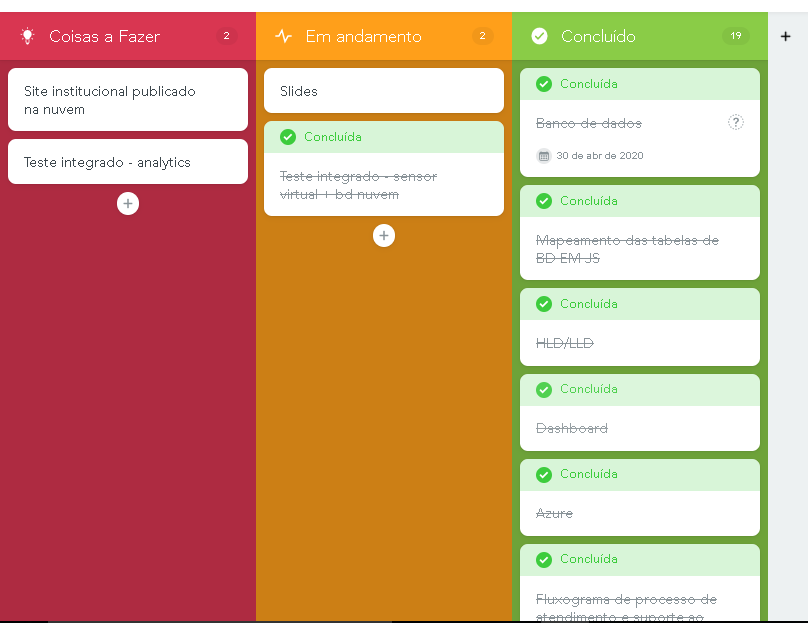 Coisas a Fazer 2
Site institucional publicado
na nuvem
Teste integrado - analytics
+
Em andamento 2
Slides
Concluída
Teste integrado - sensor
virtual + bd nuvem
+
Concluído 19
Concluída
Banco de dados ?
30 de abr de 2020
Concluída
Mapeamento das tabelas de
BD EM JS
Concluída
HLD/LLD
Concluída
Dashboard
Concluída
Azure
Concluída
Fluxograma de processo de
atendimento e suporte ao
+